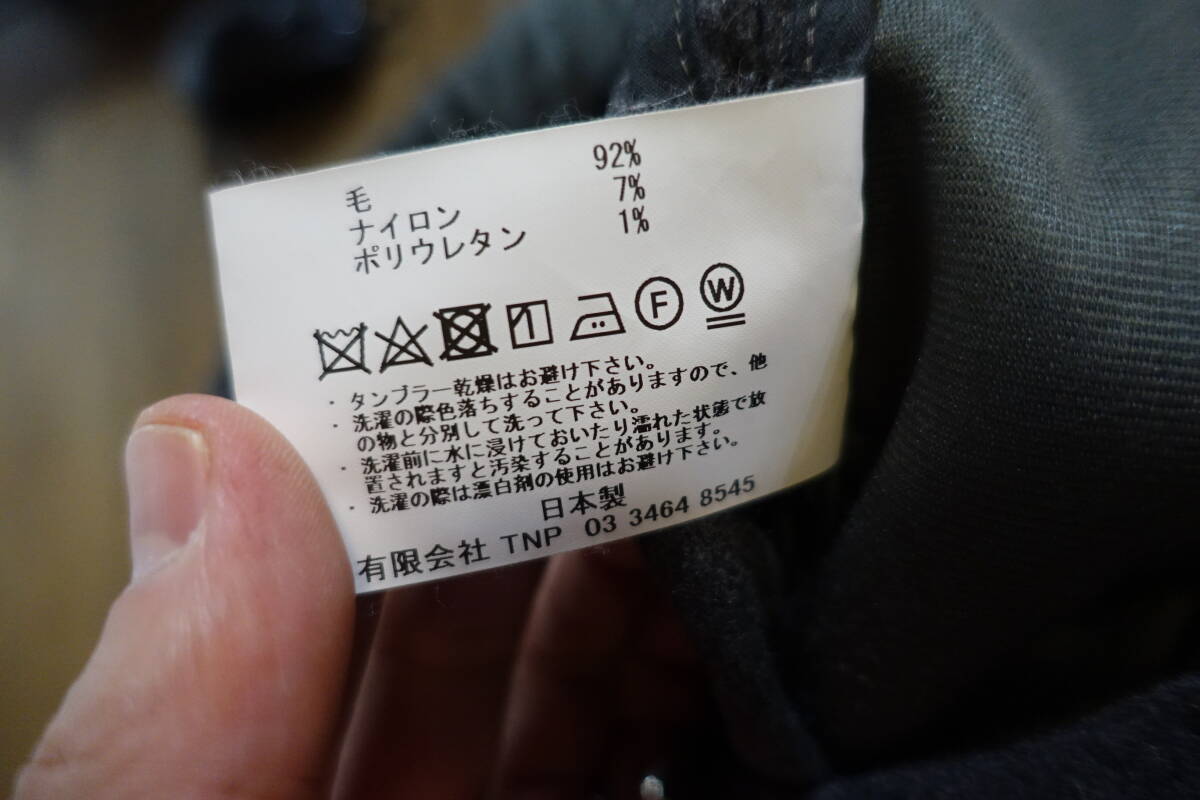 毛 92%
ナイロン 7%
ポリウレタン 1%
F W
・タンブラー乾燥はお避け下さい。
・洗濯の際色落ちすることがありますので、他
の物と分別して洗って下さい。
・洗濯前に水に浸けておいたり濡れた状態で放
置されますと汚染することがあります。
・洗濯の際は漂白剤の使用はお避け下さい。
日本製
有限会社 TNP 03 3464 8545